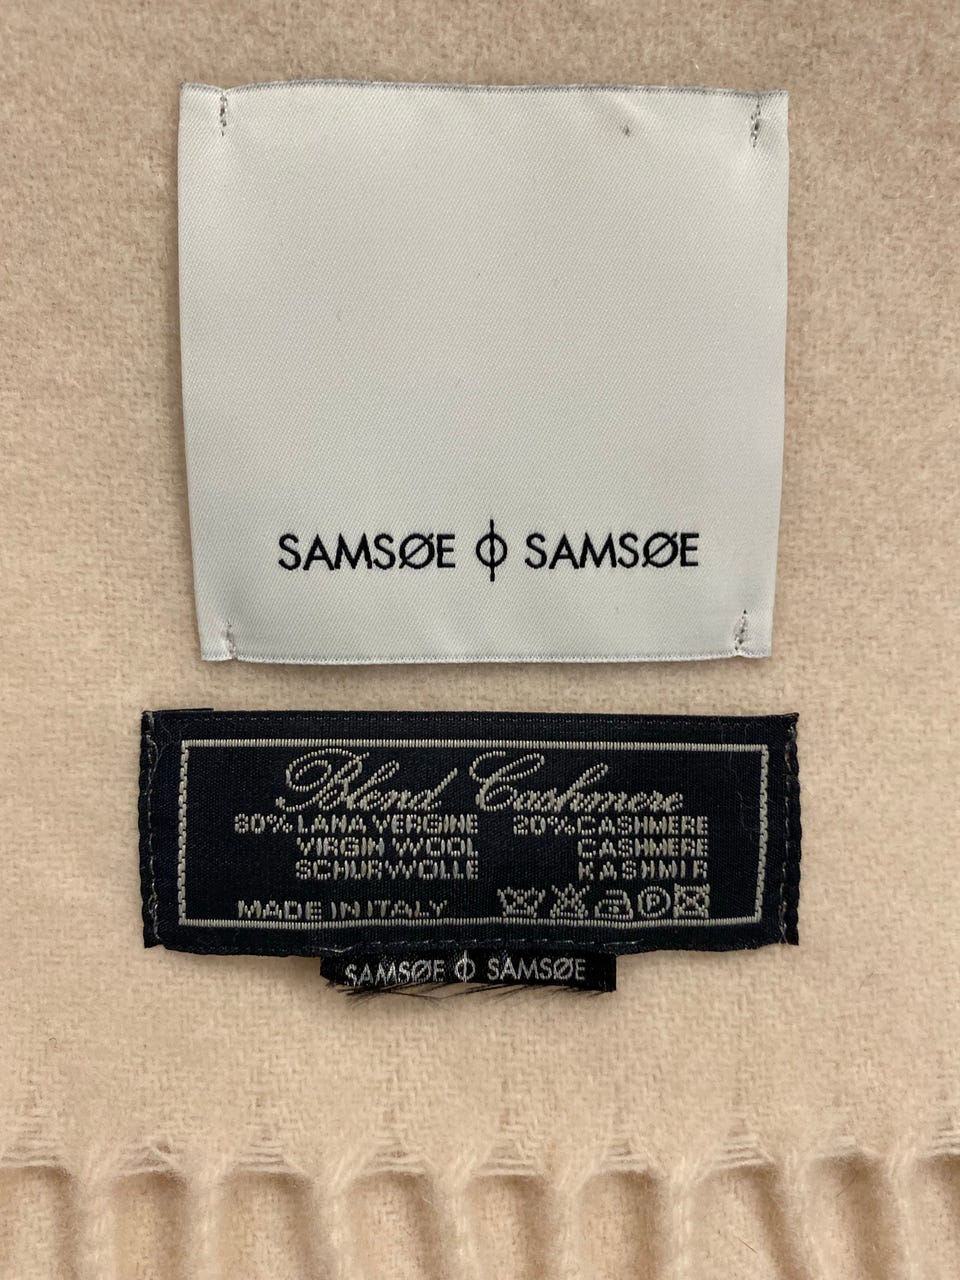 SAMSØE ϕ SAMSØE
Blend Cashmere
80% LANA VERGINE 20% CASHMERE
VIRGIN WOOL CASHMERE
SCHURWOLLE KASHMIR
MADE IN ITALY P
SAMSØE ϕ SAMSØE